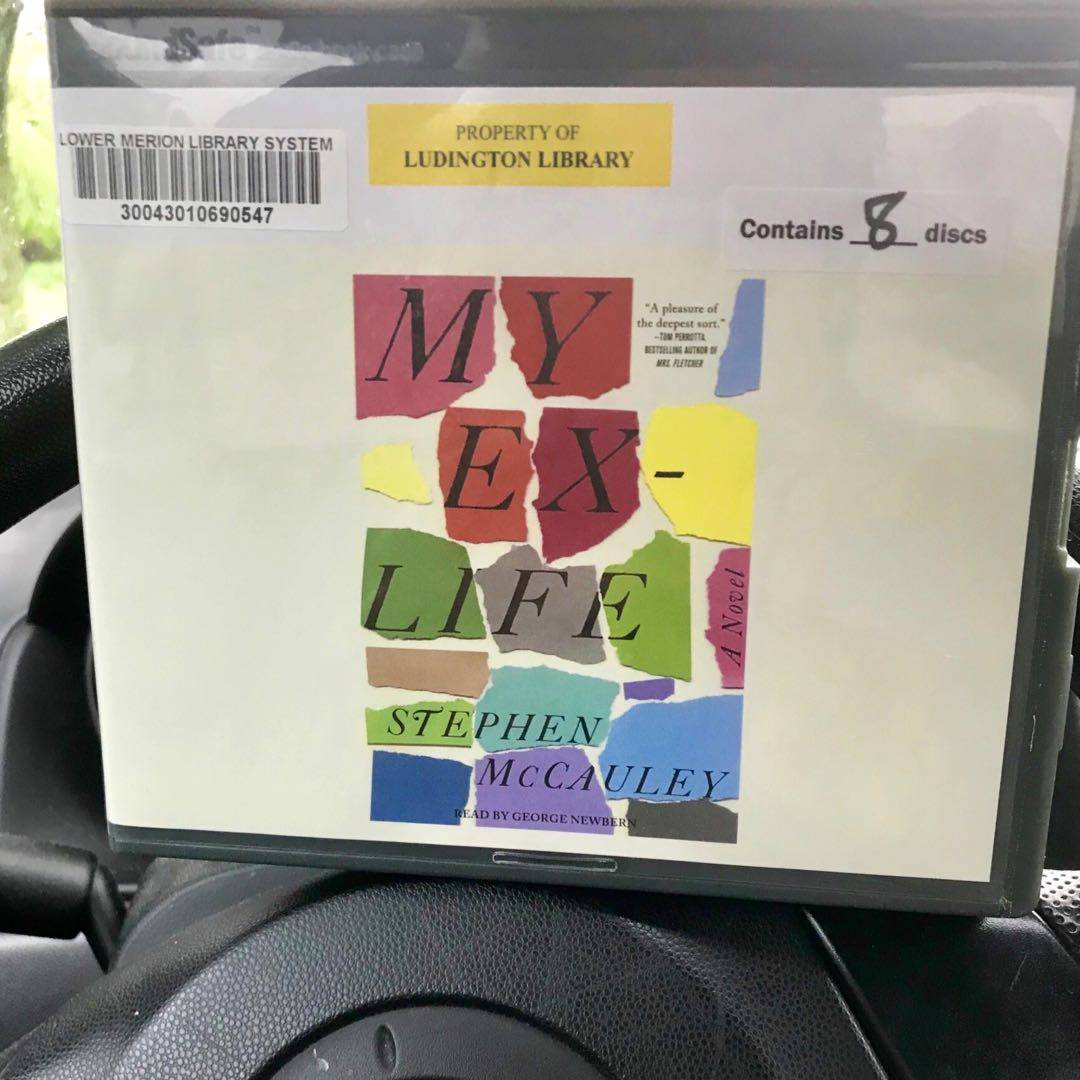 LOWER MERION LIBRARY SYSTEM
30043010690547
PROPERTY OF
LUDINGTON LIBRARY
Contains 8 discs
MY
"A pleasure of
the deepest sort."
–TOM PERROTTA,
BESTSELLING AUTHOR OF
MRS. FLETCHER
EX-
LIFE
A Novel
STEPHEN
McCAULEY
READ BY GEORGE NEWBERN